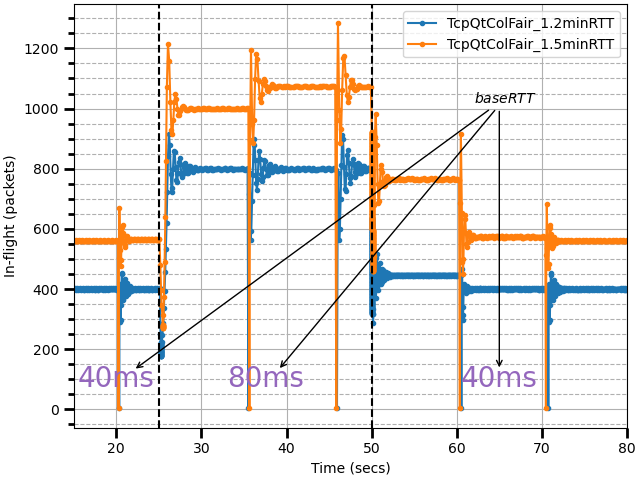 TcpQtColFair_1.2minRTT
TcpQtColFair_1.5minRTT
baseRTT
1200
1000
800
600
400
200
0
In-flight (packets)
40ms
80ms
40ms
20 30 40 50 60 70 80
Time (secs)